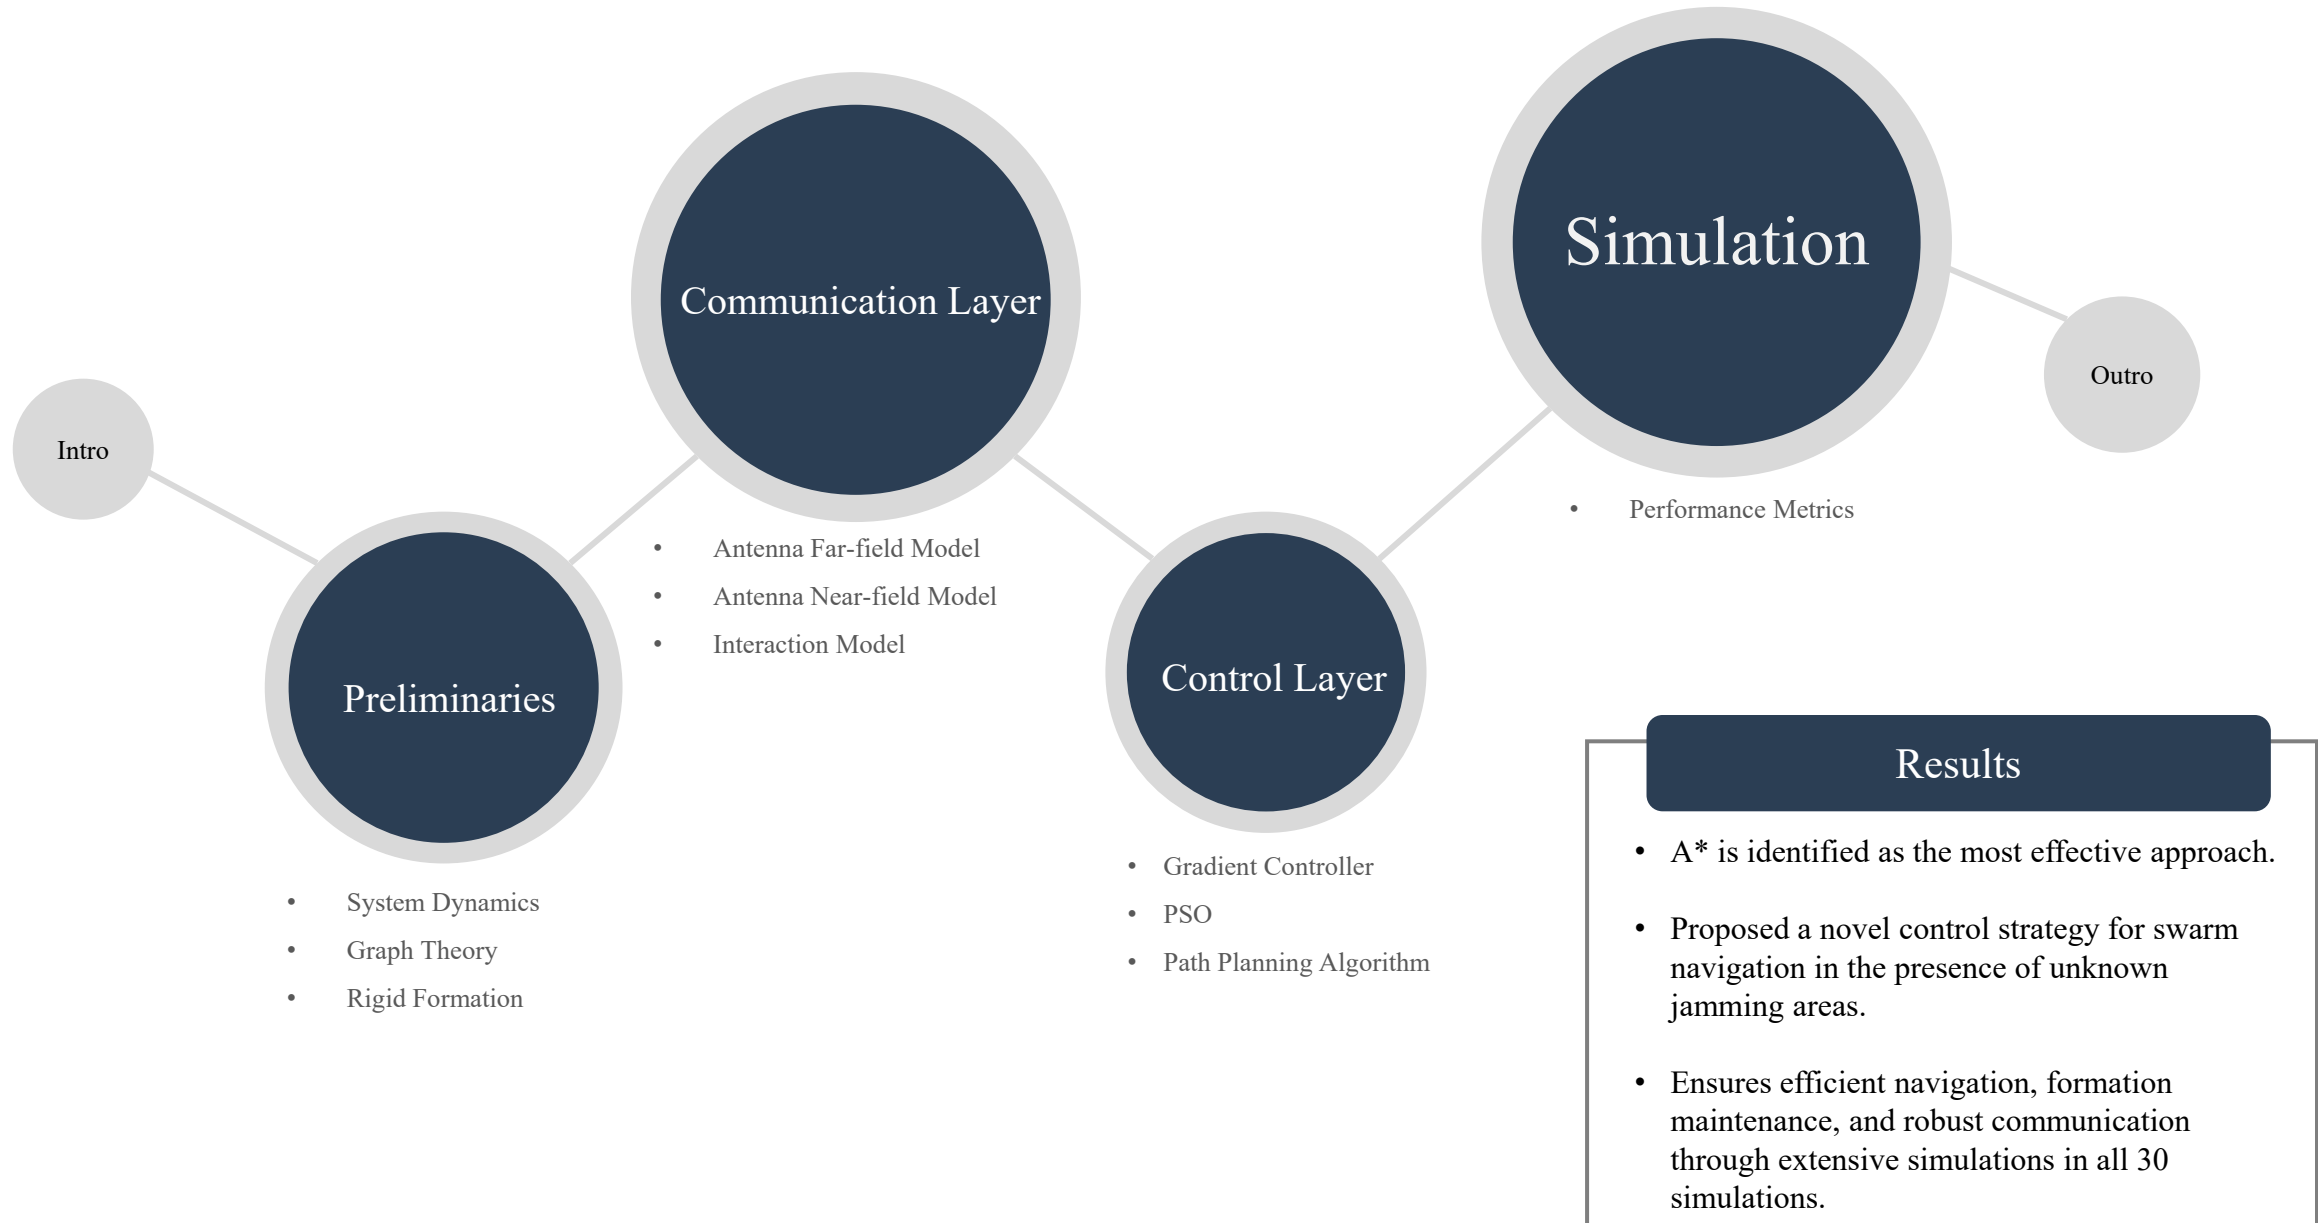 Intro
Preliminaries
• System Dynamics
• Graph Theory
• Rigid Formation
Communication Layer
• Antenna Far-field Model
• Antenna Near-field Model
• Interaction Model
Control Layer
• Gradient Controller
• PSO
• Path Planning Algorithm
Simulation
• Performance Metrics
Outro
Results
• A* is identified as the most effective approach.
• Proposed a novel control strategy for swarm
navigation in the presence of unknown
jamming areas.
• Ensures efficient navigation, formation
maintenance, and robust communication
through extensive simulations in all 30
simulations.